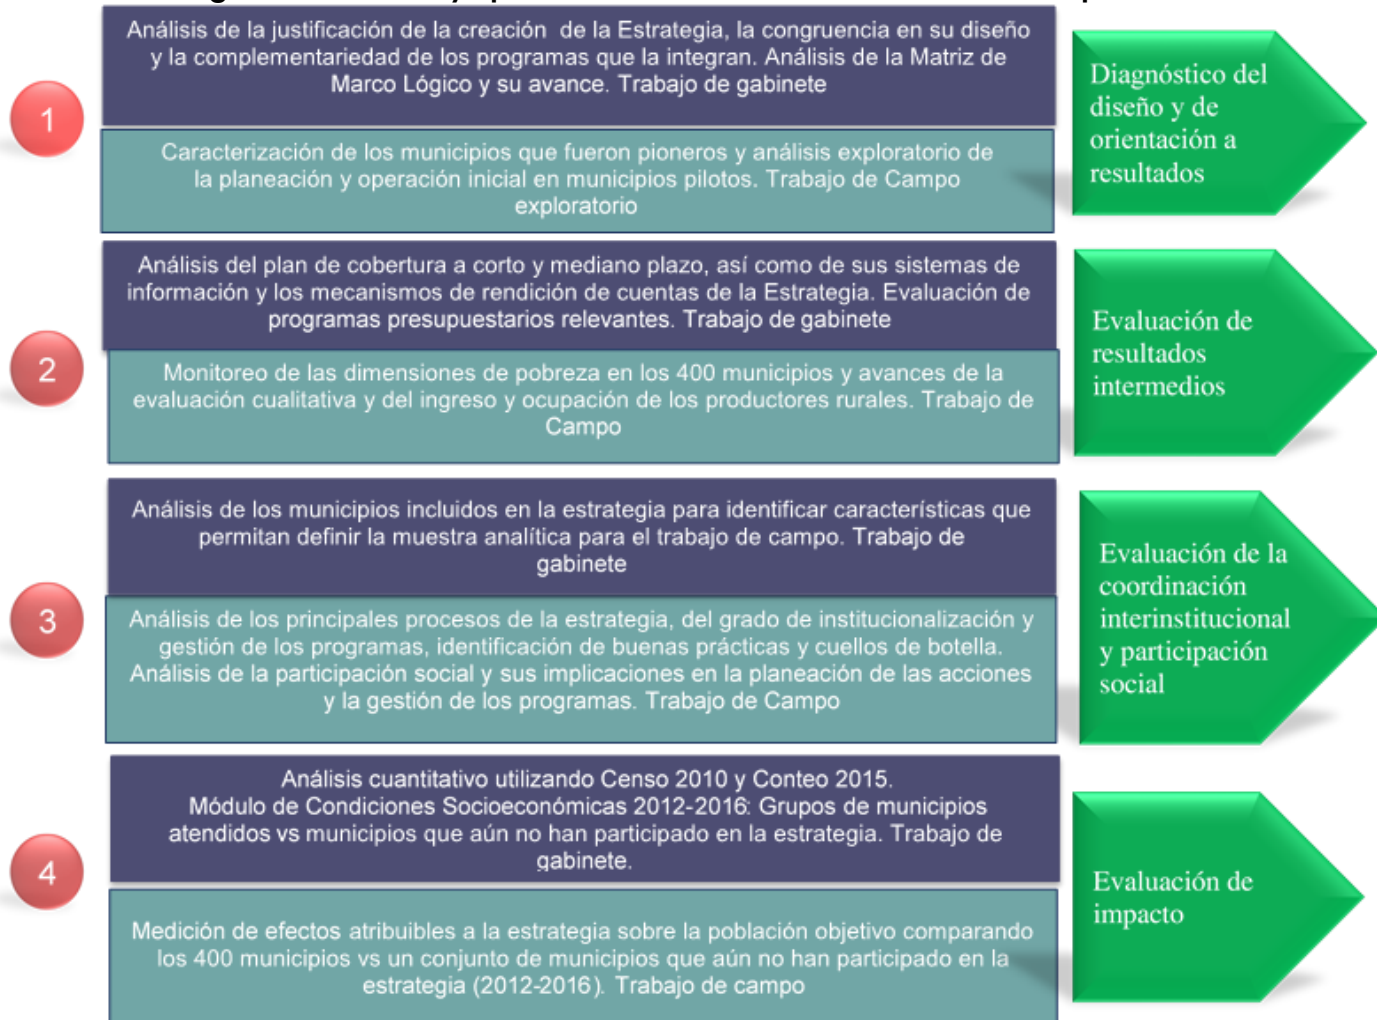 Análisis de la justificación de la creación de la Estrategia, la congruencia en su diseño
y la complementariedad de los programas que la integran. Análisis de la Matriz de
Marco Lógico y su avance. Trabajo de gabinete
1
Caracterización de los municipios que fueron pioneros y análisis exploratorio de
la planeación y operación inicial en municipios pilotos. Trabajo de Campo
exploratorio
Diagnóstico del
diseño y de
orientación a
resultados
Análisis del plan de cobertura a corto y mediano plazo, así como de sus sistemas de
información y los mecanismos de rendición de cuentas de la Estrategia. Evaluación de
programas presupuestarios relevantes. Trabajo de gabinete
2
Monitoreo de las dimensiones de pobreza en los 400 municipios y avances de la
evaluación cualitativa y del ingreso y ocupación de los productores rurales. Trabajo de
Campo
Evaluación de
resultados
intermedios
Análisis de los municipios incluidos en la estrategia para identificar características que
permitan definir la muestra analítica para el trabajo de campo. Trabajo de
gabinete
3
Análisis de los principales procesos de la estrategia, del grado de institucionalización y
gestión de los programas, identificación de buenas prácticas y cuellos de botella.
Análisis de la participación social y sus implicaciones en la planeación de las acciones
y la gestión de los programas. Trabajo de Campo
Evaluación de la
coordinación
interinstitucional
y participación
social
Análisis cuantitativo utilizando Censo 2010 y Conteo 2015.
Módulo de Condiciones Socioeconómicas 2012-2016: Grupos de municipios
atendidos vs municipios que aún no han participado en la estrategia. Trabajo de
gabinete.
4
Medición de efectos atribuibles a la estrategia sobre la población objetivo comparando
los 400 municipios vs un conjunto de municipios que aún no han participado en la
estrategia (2012-2016). Trabajo de campo
Evaluación de
impacto